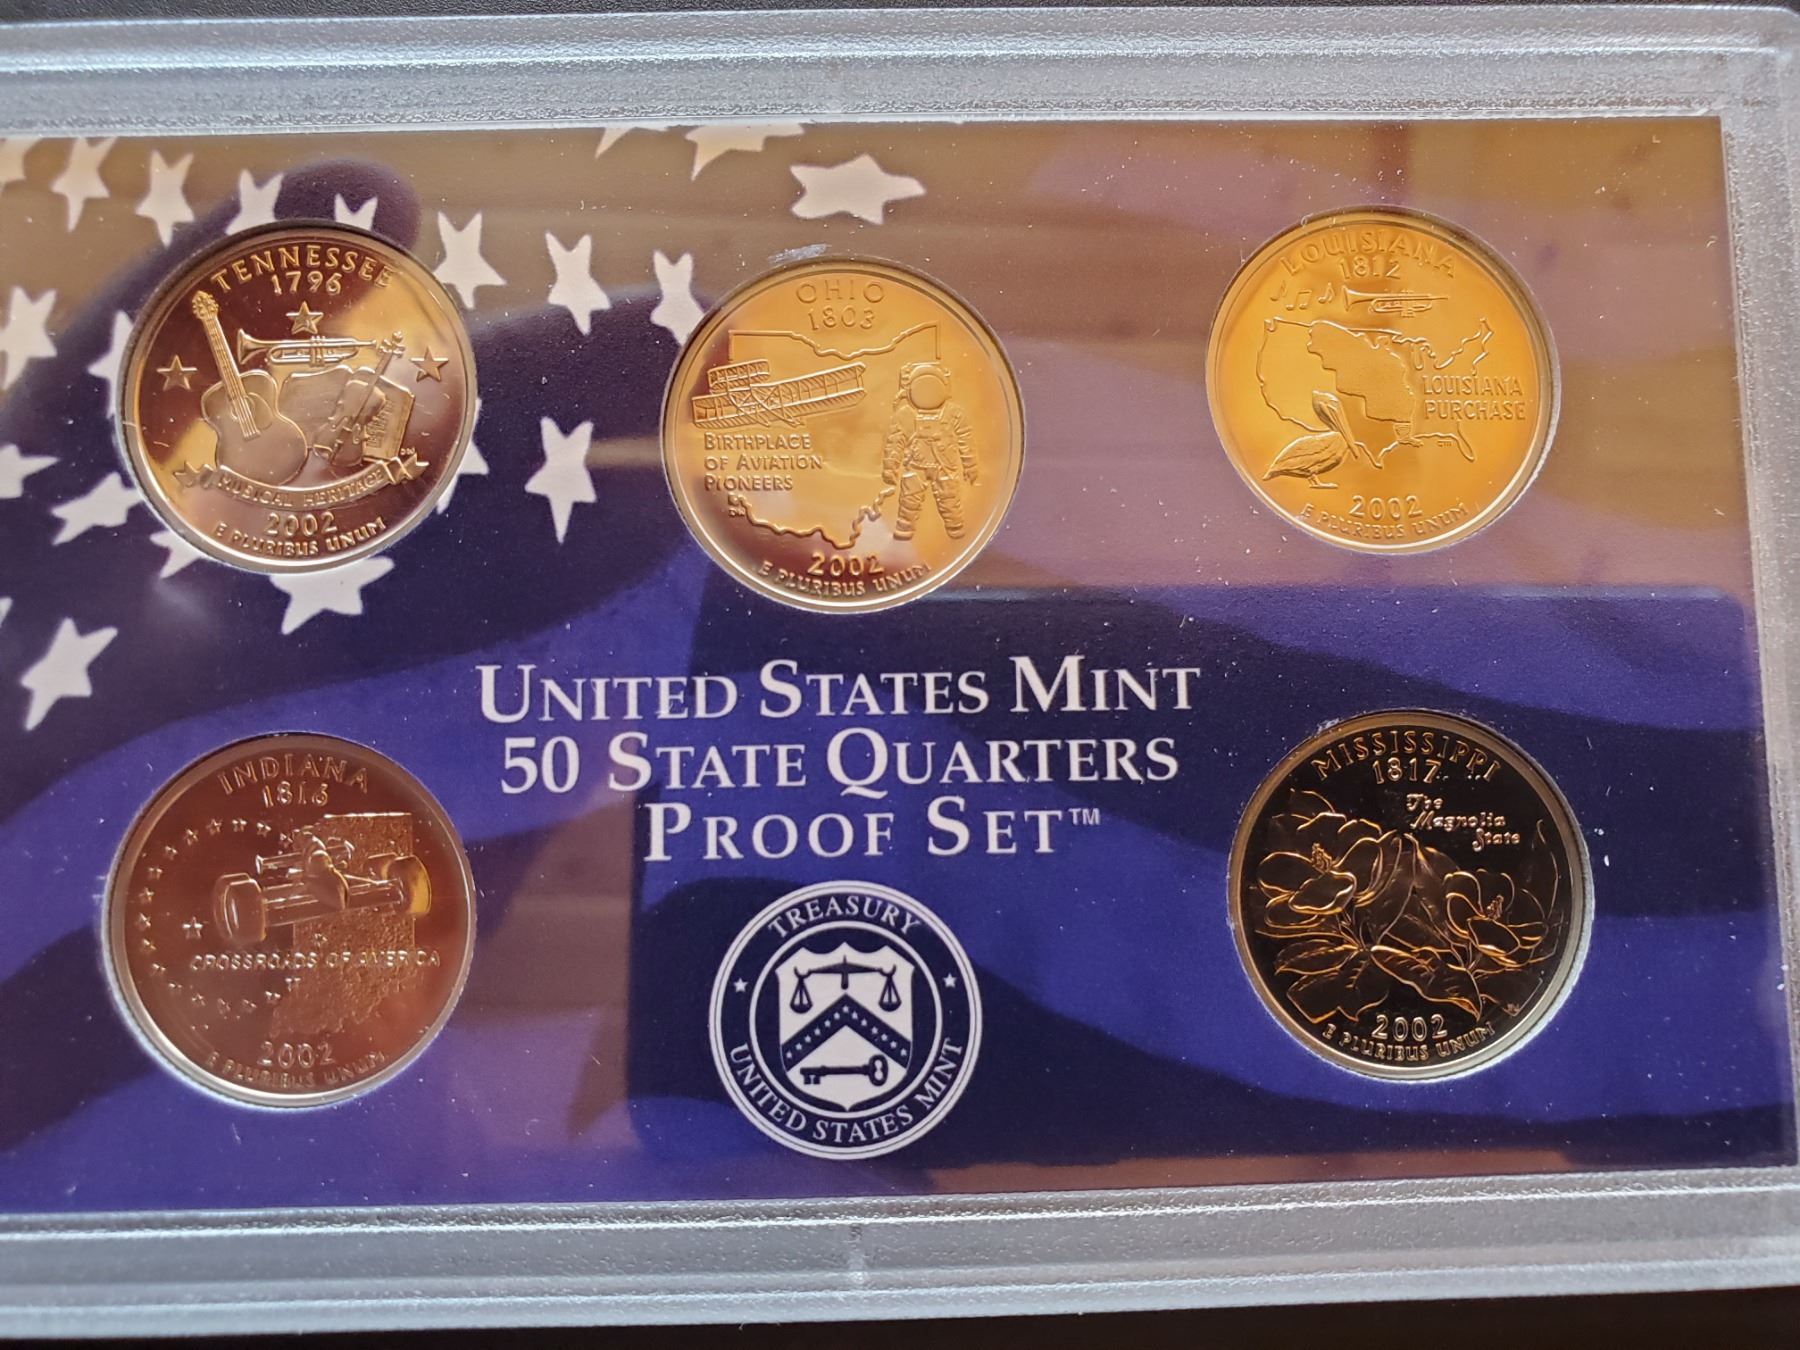 TENNESSEE
1796
MUSICAL HERITAGE
2002
E PLURIBUS UNUM
OHIO
1803
BIRTHPLACE
OF AVIATION
PIONEERS
2002
E PLURIBUS UNUM
LOUISIANA
1812
LOUISIANA
PURCHASE
2002
E PLURIBUS UNUM
UNITED STATES MINT
50 STATE QUARTERS
PROOF SET™
INDIANA
1816
CROSSROADS OF AMERICA
2002
E PLURIBUS UNUM
TREASURY
UNITED STATES MINT
MISSISSIPPI
1817
The
Magnolia
State
2002
E PLURIBUS UNUM